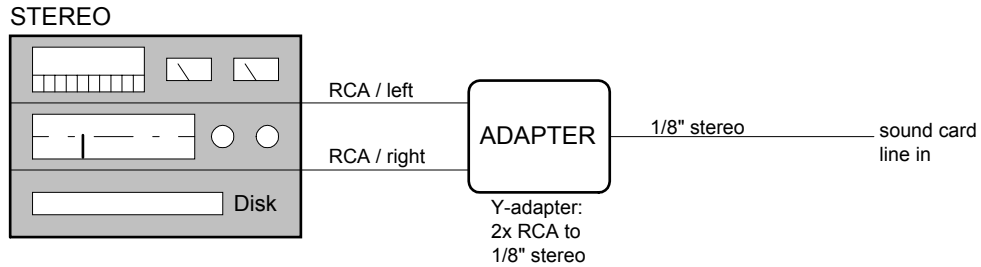 STEREO
RCA / left
ADAPTER
1/8" stereo
sound card
line in
RCA / right
Disk
Y-adapter:
2x RCA to
1/8" stereo